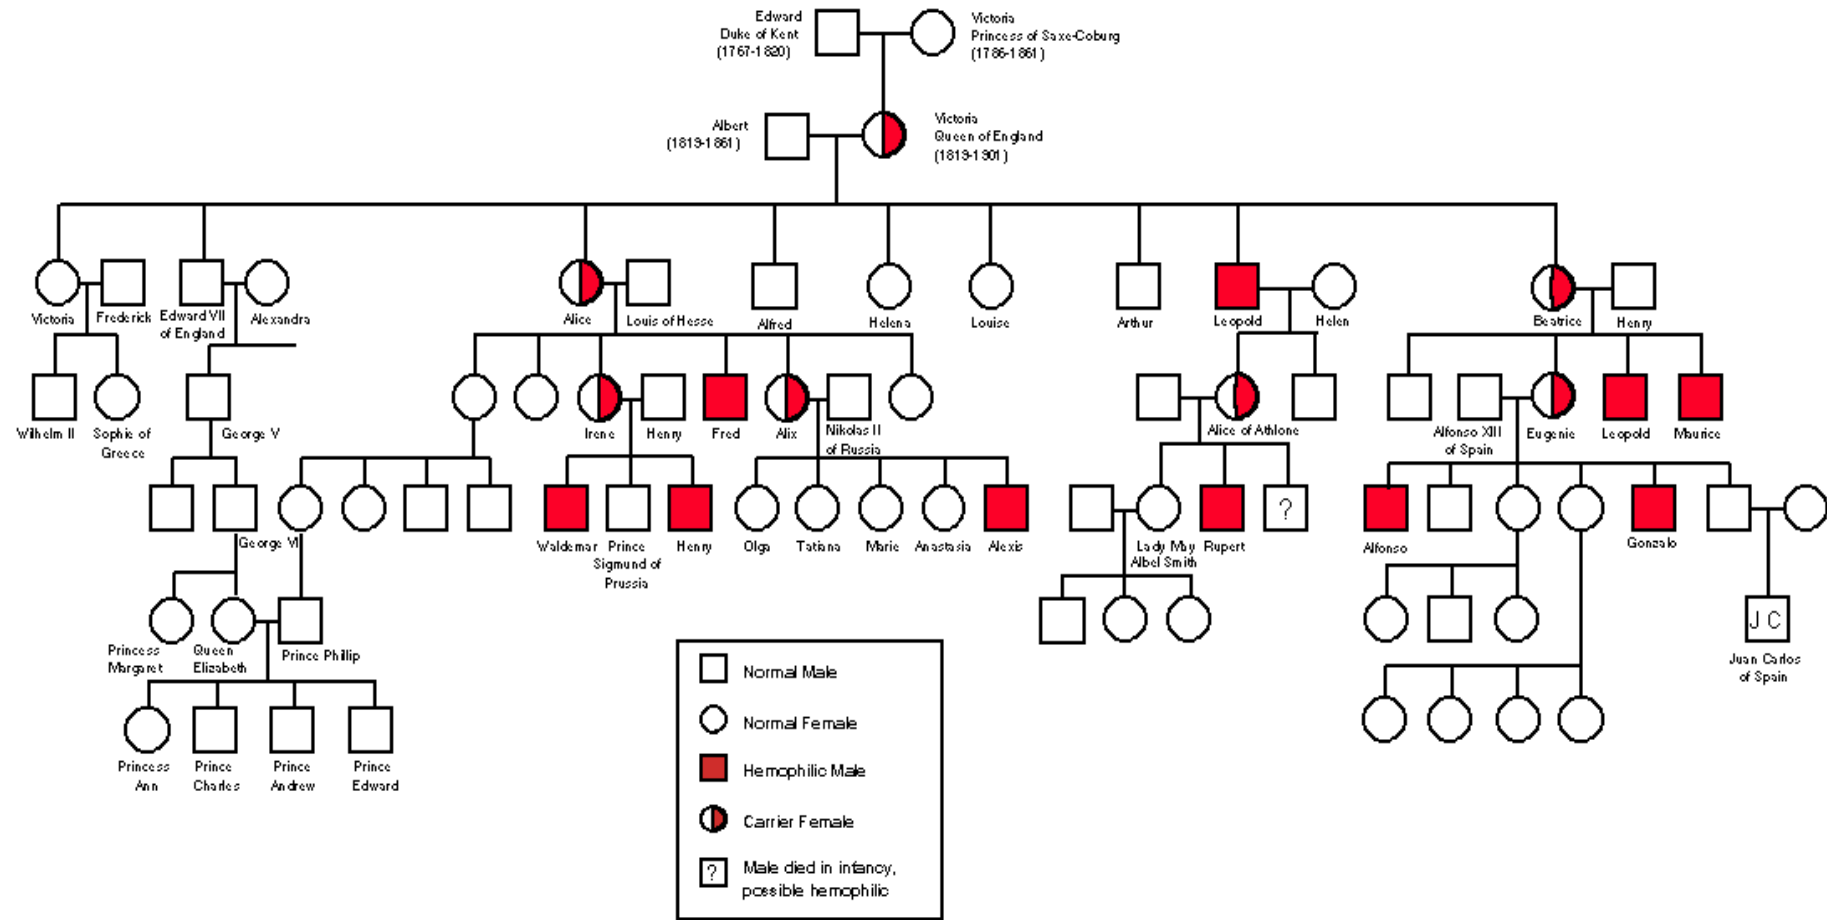 Edward
Duke of Kent
(1767-1820)
Victoria
Princess of Saxe-Coburg
(1786-1861)
Albert
(1819-1861)
Victoria
Queen of England
(1819-1901)
Victoria
Frederick
Edward VII
of England
Alexandra
Alice
Louis of Hesse
Alfred
Helena
Louise
Arthur
Leopold
Helen
Beatrice
Henry
Wilhelm II
Sophie of
Greece
George V
Irene
Henry
Fred
Alix
Nikolas II
of Russia
Alice of Athlone
Alfonso XIII
of Spain
Eugenie
Leopold
Maurice
George VI
Waldemar
Prince
Sigmund of
Prussia
Henry
Olga
Tatiana
Marie
Anastasia
Alexis
Lady May
Albel Smith
Rupert
?
Alfonso
Gonzalo
Princess
Margaret
Queen
Elizabeth
Prince Phillip
J C
Juan Carlos
of Spain
Princess
Ann
Prince
Charles
Prince
Andrew
Prince
Edward
Normal Male
Normal Female
Hemophilic Male
Carrier Female
?
Male died in infancy,
possible hemophilic